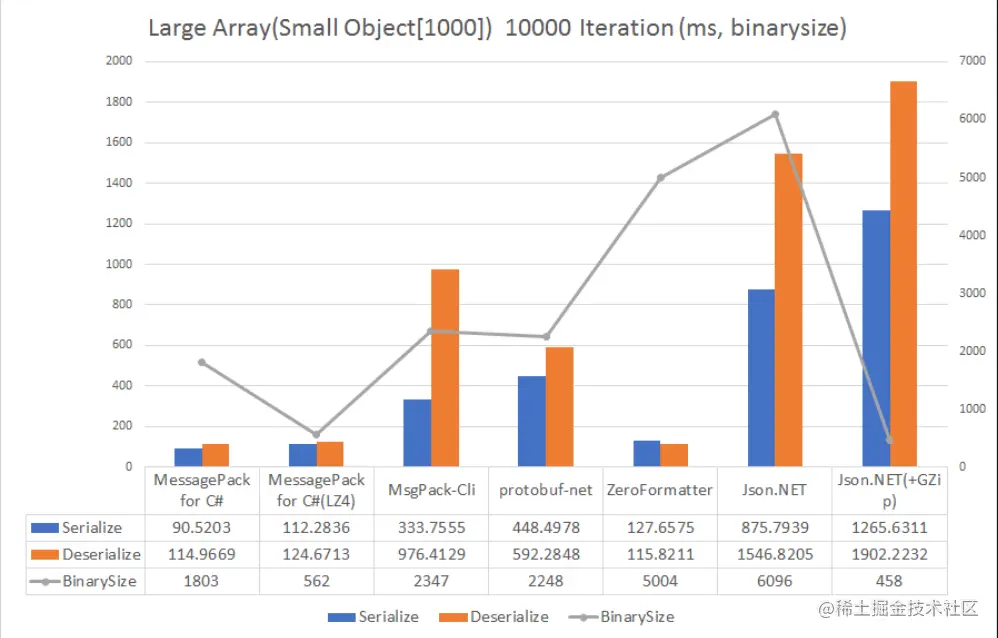 Large Array(Small Object[1000]) 10000 Iteration (ms, binarysize)
2000 7000
1800 6000
1600
1400 5000
1200 4000
1000
800 3000
600 2000
400 1000
200
0 0
MessagePack for C# MessagePack for C#(LZ4) MsgPack-Cli protobuf-net ZeroFormatter Json.NET Json.NET(+GZip)
Serialize 90.5203 112.2836 333.7555 448.4978 127.6575 875.7939 1265.6311
Deserialize 114.9669 124.6713 976.4129 592.2848 115.8211 1546.8205 1902.2232
BinarySize 1803 562 2347 2248 5004 6096 458
Serialize Deserialize BinarySize
@稀土掘金技术社区